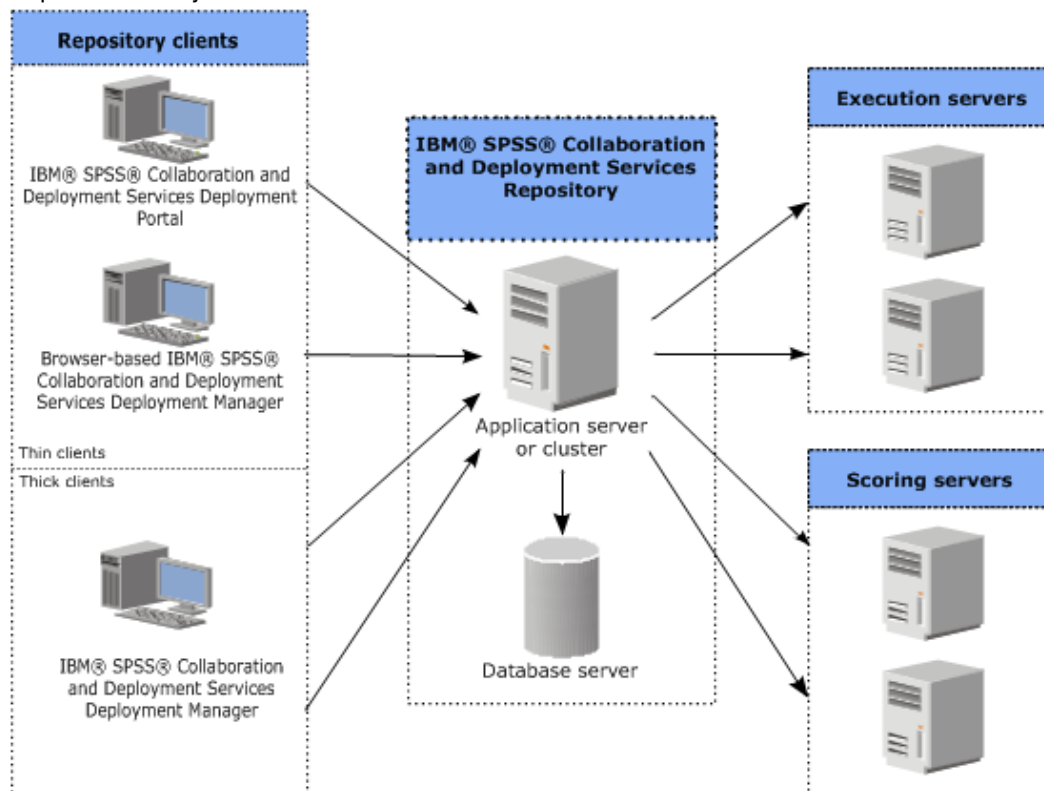 Repository clients
IBM® SPSS® Collaboration and
Deployment Services Deployment
Portal
Browser-based IBM® SPSS®
Collaboration and Deployment
Services Deployment Manager
Thin clients
Thick clients
IBM® SPSS® Collaboration
and Deployment Services
Deployment Manager
IBM® SPSS® Collaboration
and Deployment Services
Repository
Application server
or cluster
Database server
Execution servers
Scoring servers